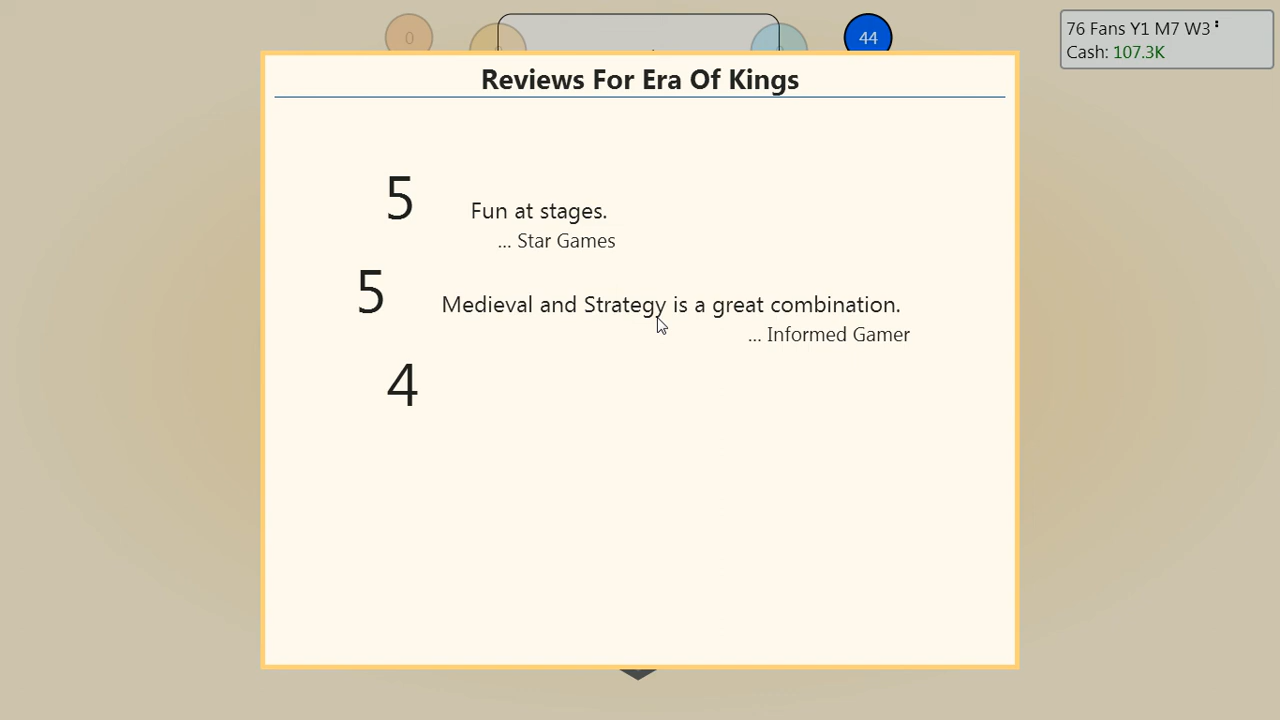 0
44
76 Fans Y1 M7 W3
Cash: 107.3K
Reviews For Era Of Kings
5 Fun at stages.
... Star Games
5 Medieval and Strategy is a great combination.
... Informed Gamer
4